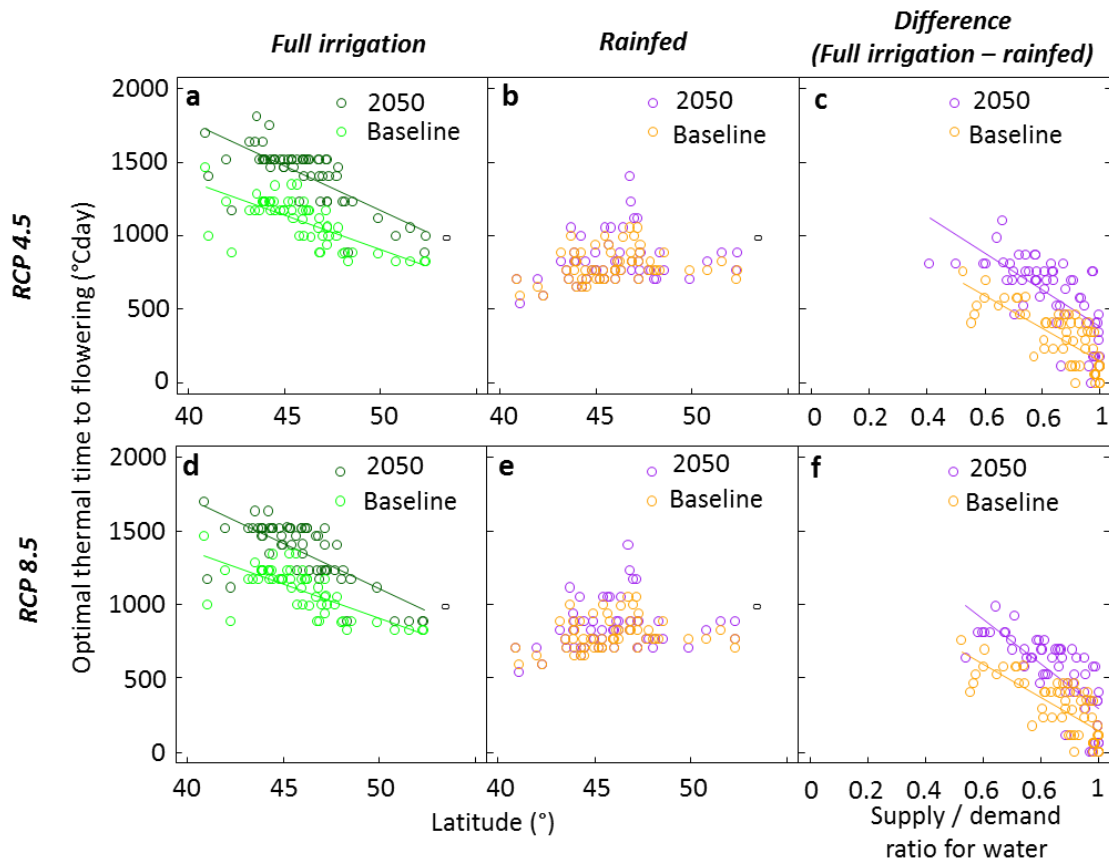 Full irrigation
Rainfed
Difference
(Full irrigation – rainfed)
RCP 4.5
RCP 8.5
Optimal thermal time to flowering (°Cday)
2000
1500
1000
500
0
a
2050
Baseline
b
2050
Baseline
c
2050
Baseline
40 45 50
40 45 50
0 0.2 0.4 0.6 0.8 1
2000
1500
1000
500
0
d
2050
Baseline
e
2050
Baseline
f
2050
Baseline
40 45 50
40 45 50
0 0.2 0.4 0.6 0.8 1
Latitude (°)
Supply / demand
ratio for water